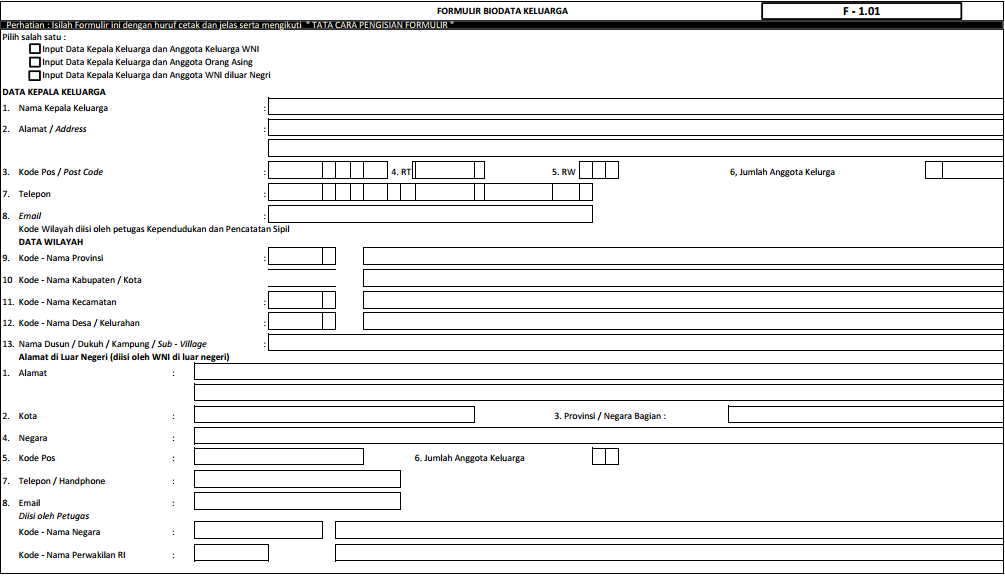 FORMULIR BIODATA KELUARGA
F - 1.01
Perhatian : Isilah Formulir ini dengan huruf cetak dan jelas serta mengikuti " TATA CARA PENGISIAN FORMULIR "
Pilih salah satu :
Input Data Kepala Keluarga dan Anggota Keluarga WNI
Input Data Kepala Keluarga dan Anggota Orang Asing
Input Data Kepala Keluarga dan Anggota WNI diluar Negri
DATA KEPALA KELUARGA
1. Nama Kepala Keluarga :
2. Alamat / Address :
3. Kode Pos / Post Code : 4. RT 5. RW 6, Jumlah Anggota Kelurga
7. Telepon :
8. Email :
Kode Wilayah diisi oleh petugas Kependudukan dan Pencatatan Sipil
DATA WILAYAH
9. Kode - Nama Provinsi :
10 Kode - Nama Kabupaten / Kota
11. Kode - Nama Kecamatan :
12. Kode - Nama Desa / Kelurahan :
13. Nama Dusun / Dukuh / Kampung / Sub - Village :
Alamat di Luar Negeri (diisi oleh WNI di luar negeri)
1. Alamat :
2. Kota : 3. Provinsi / Negara Bagian :
4. Negara :
5. Kode Pos : 6. Jumlah Anggota Keluarga
7. Telepon / Handphone :
8. Email :
Diisi oleh Petugas
Kode - Nama Negara :
Kode - Nama Perwakilan RI :